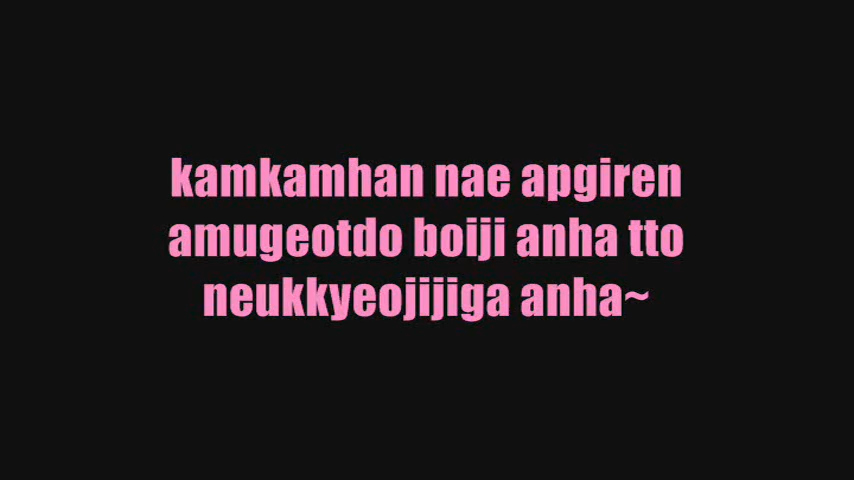 kamkamhan nae apgiren
amugeotdo boiji anha tto
neukkyeojijiga anha~